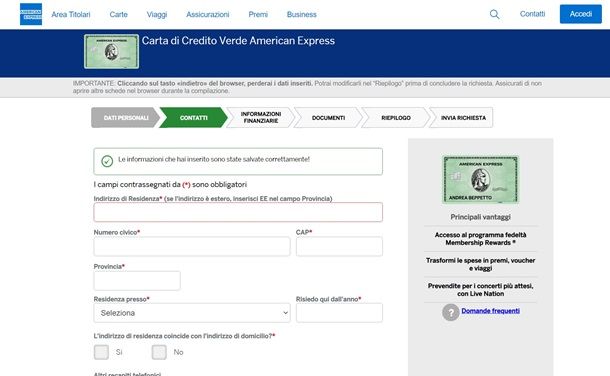 AMERICAN EXPRESS
Area Titolari Carte Viaggi Assicurazioni Premi Business Contatti Accedi
Carta di Credito Verde American Express
IMPORTANTE: Cliccando sul tasto «indietro» del browser, perderai i dati inseriti. Potrai modificarli nel "Riepilogo" prima di concludere la richiesta. Assicurati di non
aprire altre schede nel browser durante la compilazione.
DATI PERSONALI CONTATTI INFORMAZIONI FINANZIARIE DOCUMENTI RIEPILOGO INVIA RICHIESTA
Le informazioni che hai inserito sono state salvate correttamente!
I campi contrassegnati da (*) sono obbligatori
Indirizzo di Residenza* (se l'indirizzo è estero, inserisci EE nel campo Provincia)
Numero civico* CAP*
Provincia*
Residenza presso* Risiedo qui dall'anno*
Seleziona
L'indirizzo di residenza coincide con l'indirizzo di domicilio?*
Si No
Altri recapiti telefonici
AMERICAN EXPRESS
ANDREA BEPPETTO
Principali vantaggi
Accesso al programma fedeltà
Membership Rewards ®
Trasformi le spese in premi, voucher
e viaggi
Prevendite per i concerti più attesi,
con Live Nation
? Domande frequenti